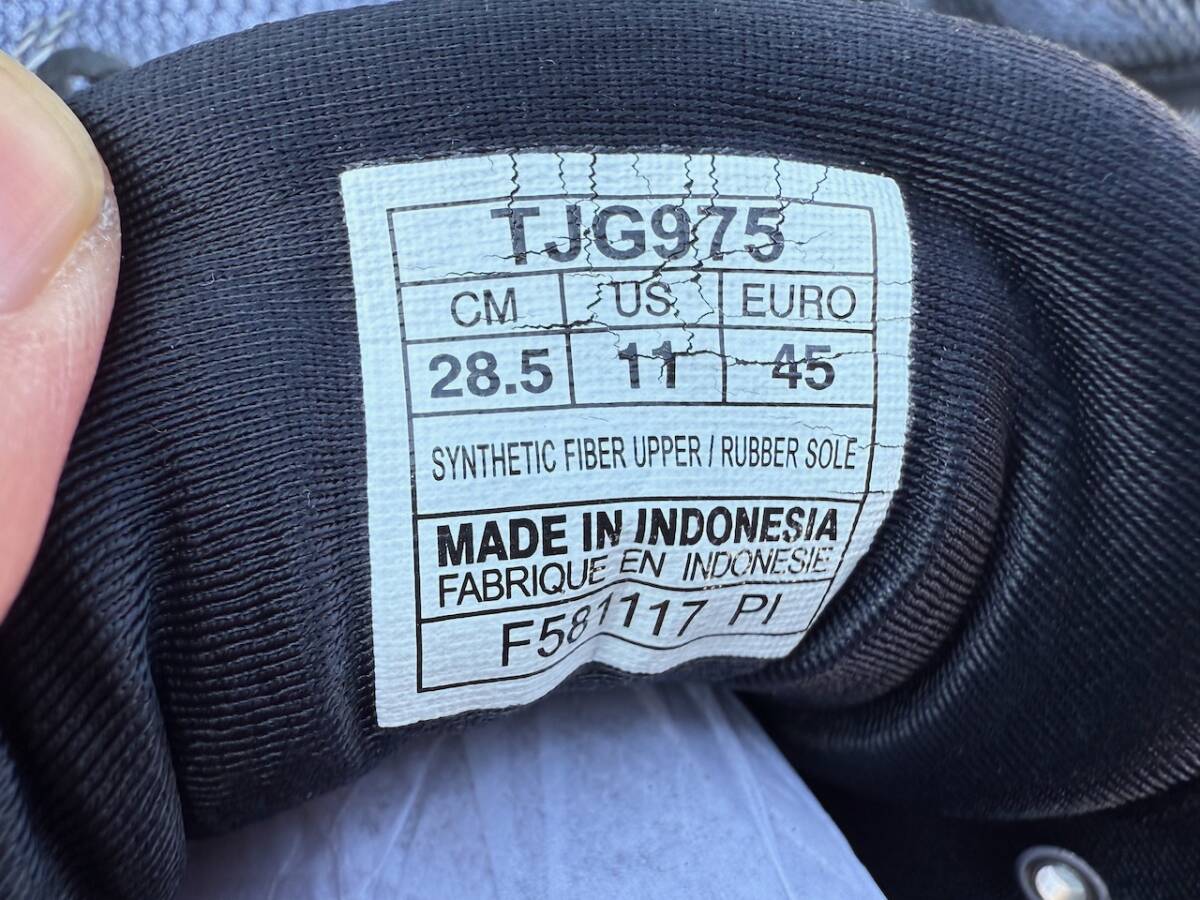 TJG975
CM US EURO
28.5 11 45
SYNTHETIC FIBER UPPER / RUBBER SOLE
MADE IN INDONESIA
FABRIQUE EN INDONESIE
F581117 PI